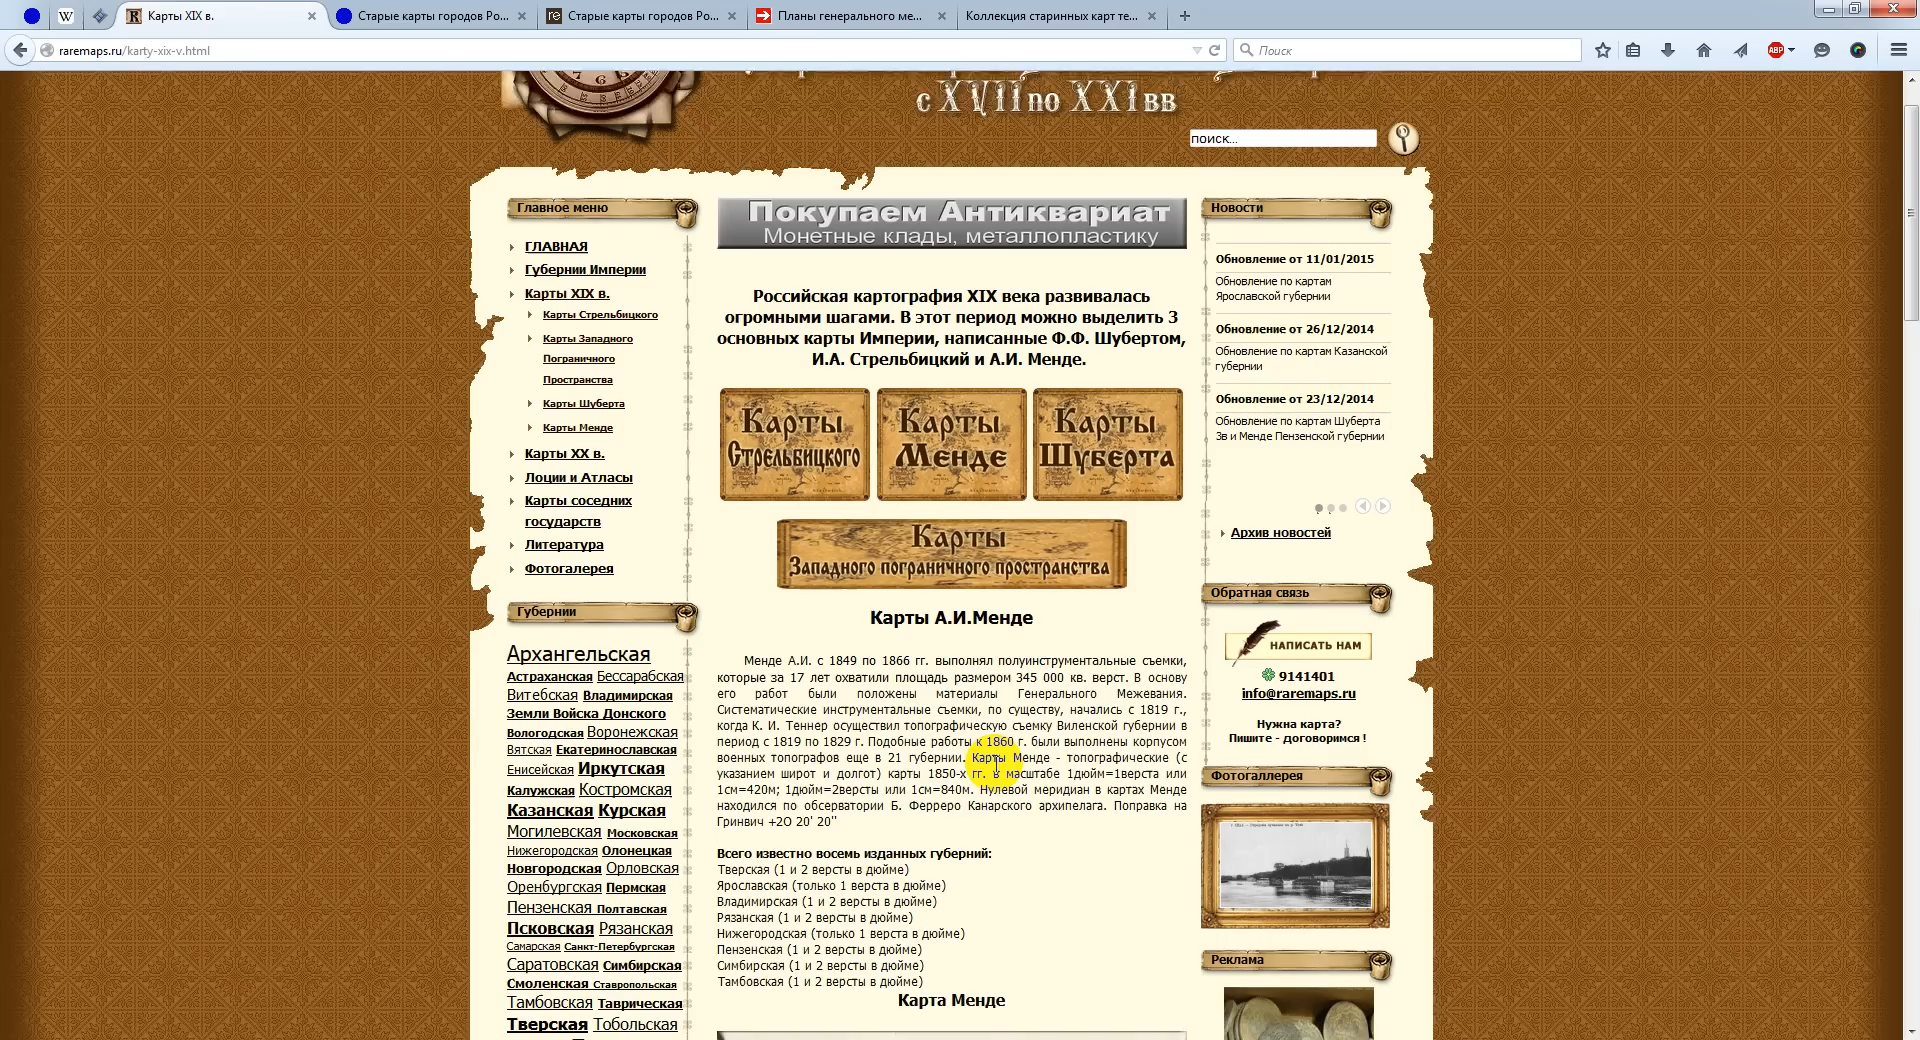 Карты XIX в.
Старые карты городов Ро...
Старые карты городов Ро...
Планы генерального ме...
Коллекция старинных карт те...
raremaps.ru/karty-xix-v.html
Поиск
ABP
с XVII по XXI вв
поиск...
Главное меню
ГЛАВНАЯ
Губернии Империи
Карты XIX в.
Карты Стрельбицкого
Карты Западного
Пограничного
Пространства
Карты Шуберта
Карты Менде
Карты XX в.
Лоции и Атласы
Карты соседних
государств
Литература
Фотогалерея
Губернии
Архангельская
Астраханская Бессарабская
Витебская Владимирская
Земли Войска Донского
Вологодская Воронежская
Вятская Екатеринославская
Енисейская Иркутская
Калужская Костромская
Казанская Курская
Могилевская Московская
Нижегородская Олонецкая
Новгородская Орловская
Оренбургская Пермская
Пензенская Полтавская
Псковская Рязанская
Самарская Санкт-Петербургская
Саратовская Симбирская
Смоленская Ставропольская
Тамбовская Таврическая
Тверская Тобольская
Покупаем Антиквариат
Монетные клады, металлопластику
Российская картография XIX века развивалась
огромными шагами. В этот период можно выделить 3
основных карты Империи, написанные Ф.Ф. Шубертом,
И.А. Стрельбицкий и А.И. Менде.
Карты
Стрельбицкого
Карты
Менде
Карты
Шуберта
Карты
Западного пограничного пространства
Карты А.И.Менде
Менде А.И. с 1849 по 1866 гг. выполнял полуинструментальные съемки,
которые за 17 лет охватили площадь размером 345 000 кв. верст. В основу
его работ были положены материалы Генерального Межевания.
Систематические инструментальные съемки, по существу, начались с 1819 г.,
когда К. И. Теннер осуществил топографическую съемку Виленской губернии в
период с 1819 по 1829 г. Подобные работы к 1860 г. были выполнены корпусом
военных топографов еще в 21 губернии. Карты Менде - топографические (с
указанием широт и долгот) карты 1850-х гг. в масштабе 1дюйм=1верста или
1см=420м; 1дюйм=2версты или 1см=840м. Нулевой меридиан в картах Менде
находился по обсерватории Б. Ферреро Канарского архипелага. Поправка на
Гринвич +2О 20' 20''
Всего известно восемь изданных губерний:
Тверская (1 и 2 версты в дюйме)
Ярославская (только 1 верста в дюйме)
Владимирская (1 и 2 версты в дюйме)
Рязанская (1 и 2 версты в дюйме)
Нижегородская (только 1 верста в дюйме)
Пензенская (1 и 2 версты в дюйме)
Симбирская (1 и 2 версты в дюйме)
Тамбовская (1 и 2 версты в дюйме)
Карта Менде
Новости
Обновление от 11/01/2015
Обновление по картам
Ярославской губернии
Обновление от 26/12/2014
Обновление по картам Казанской
губернии
Обновление от 23/12/2014
Обновление по картам Шуберта
3в и Менде Пензенской губернии
Архив новостей
Обратная связь
НАПИСАТЬ НАМ
9141401
info@raremaps.ru
Нужна карта?
Пишите - договоримся !
Фотогаллерея
Реклама